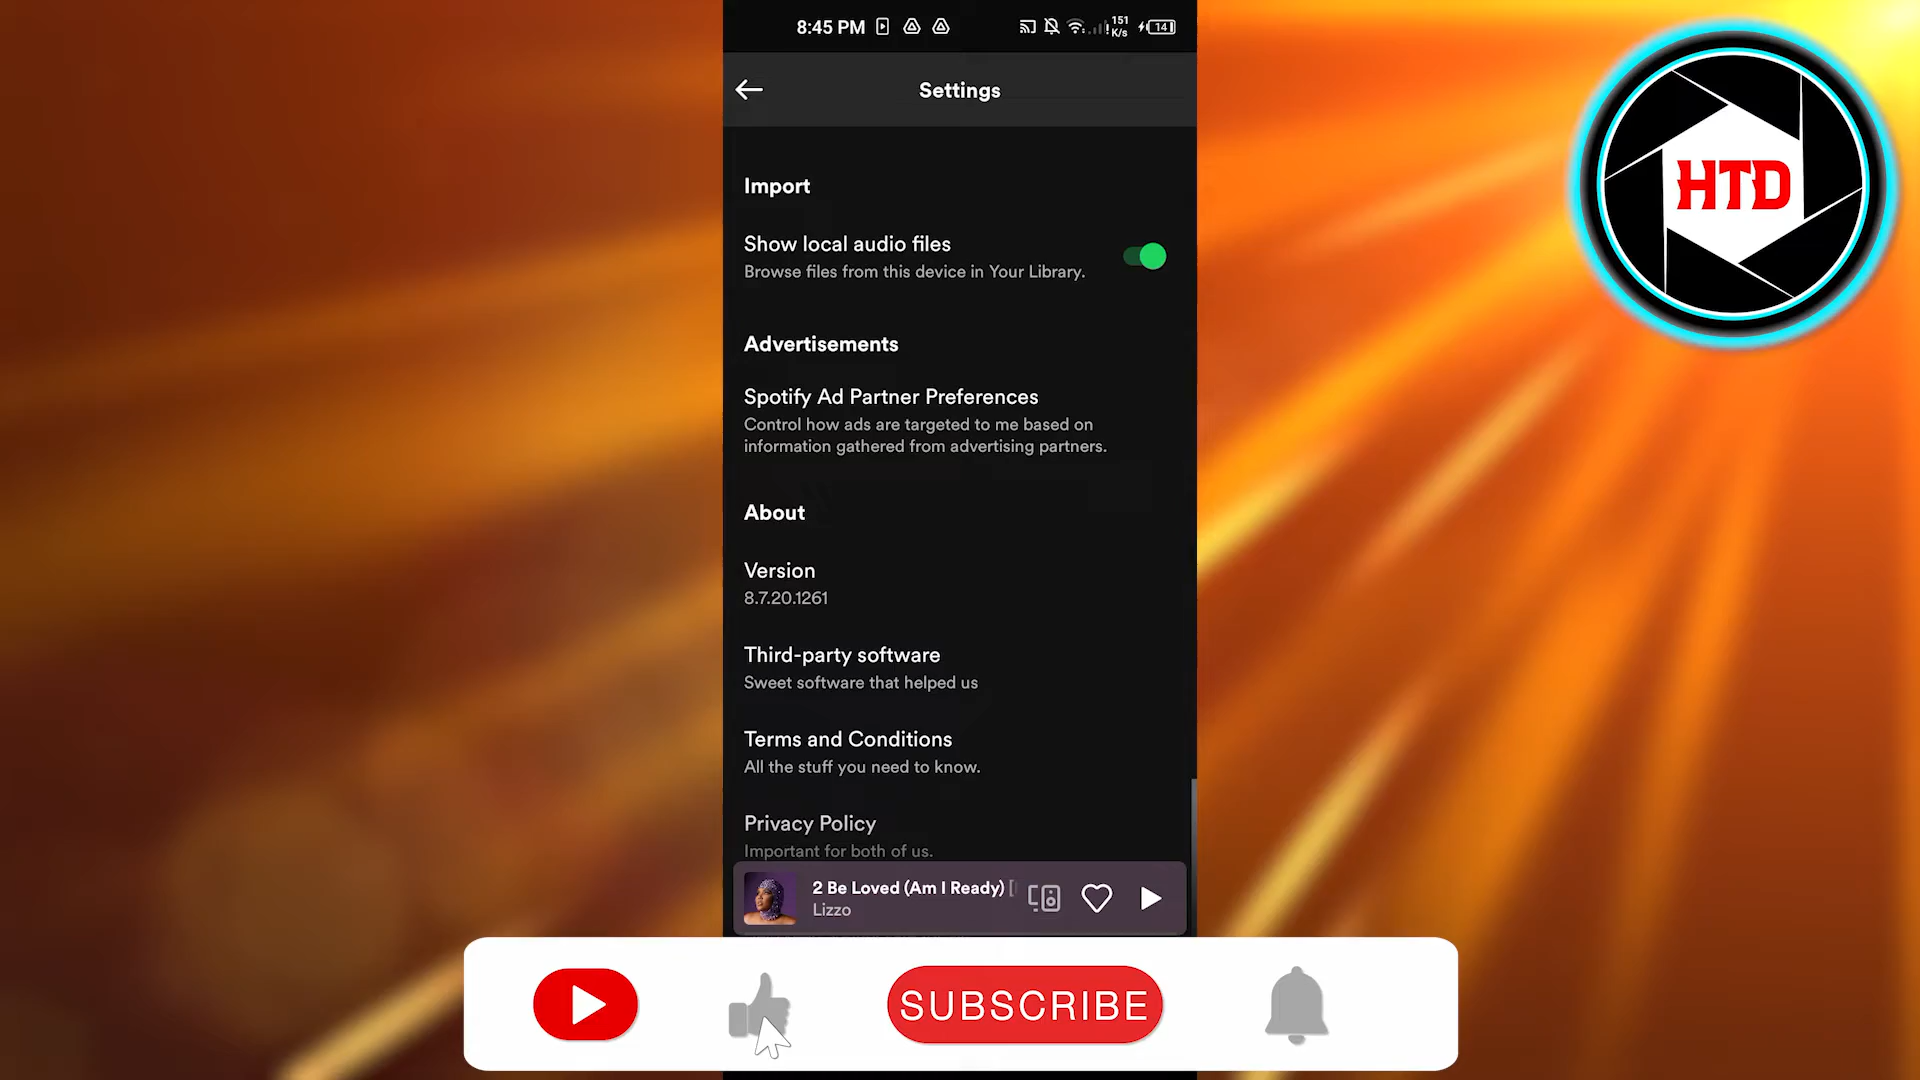 8:45 PM
151
K/s
14
Settings
HTD
Import
Show local audio files
Browse files from this device in Your Library.
Advertisements
Spotify Ad Partner Preferences
Control how ads are targeted to me based on
information gathered from advertising partners.
About
Version
8.7.20.1261
Third-party software
Sweet software that helped us
Terms and Conditions
All the stuff you need to know.
Privacy Policy
Important for both of us.
2 Be Loved (Am I Ready) [
Lizzo
SUBSCRIBE